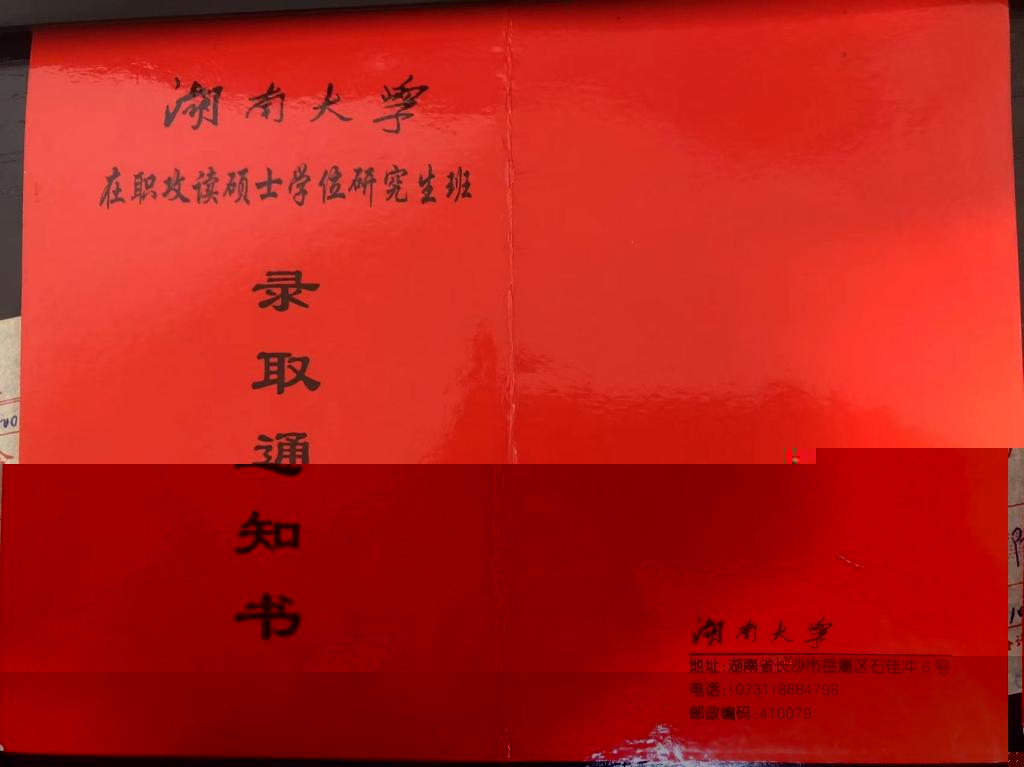 湖南大学
在职攻读硕士学位研究生班
录
取
通
知
书
湖南大学
地址:湖南省长沙市岳麓区石佳冲6号
电话:(0731)8684798
邮政编码:410079